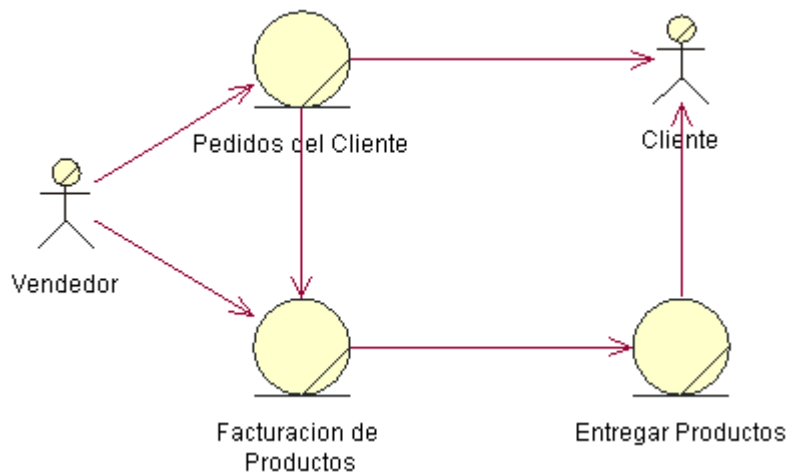 Pedidos del Cliente
Cliente
Vendedor
Facturacion de
Productos
Entregar Productos